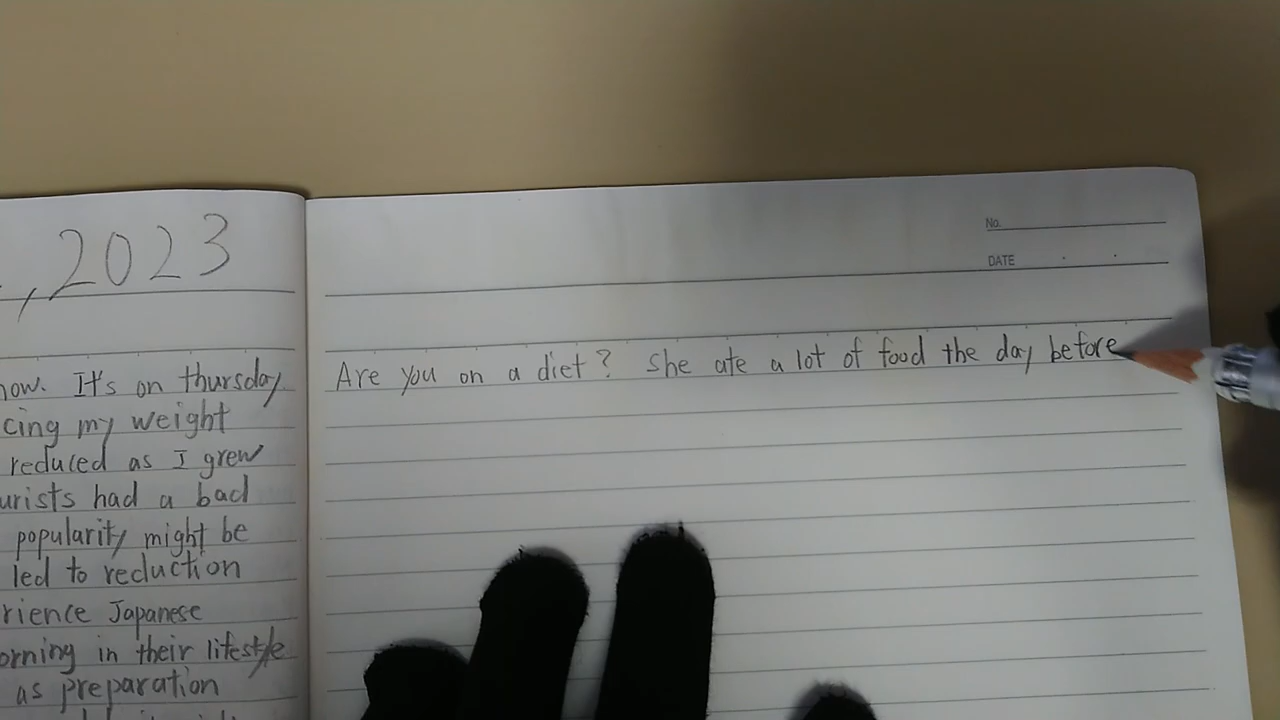 ,2023
now. It's on thursday
cing my weight
reduced as I grew
urists had a bad
popularity might be
led to reduction
rience Japanese
orning in their lifestyle
as preparation
No.
DATE
Are you on a diet? She ate a lot of food the day before